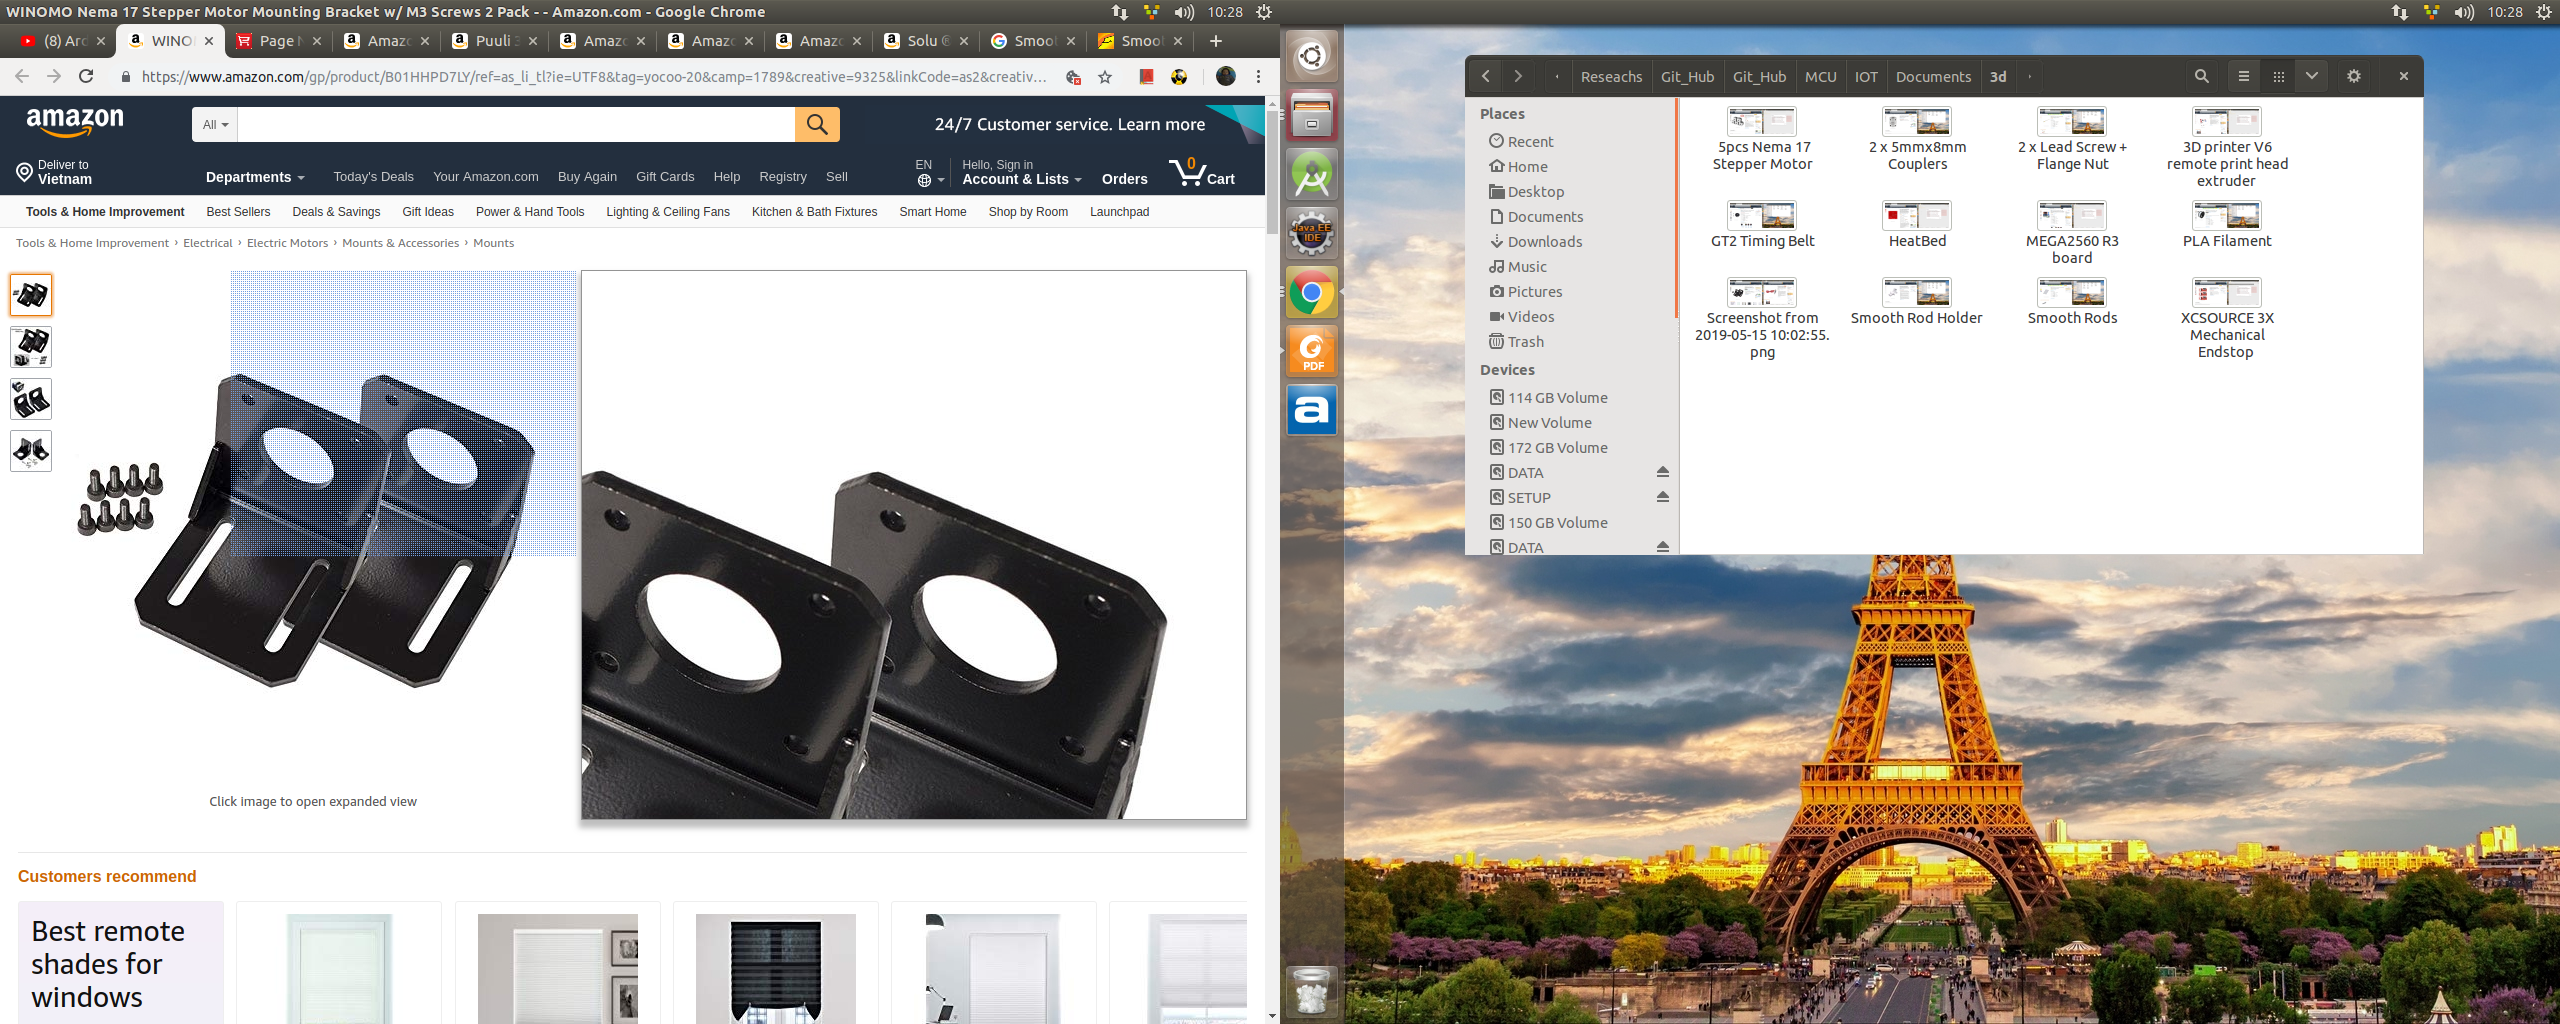 WINOMO Nema 17 Stepper Motor Mounting Bracket w/ M3 Screws 2 Pack - - Amazon.com - Google Chrome
10:28
10:28
(8) Ard
WINO
Page N
Amazo
Puuli 3
Amazo
Amazo
Amazo
Solu ®
Smoot
Smoot
https://www.amazon.com/gp/product/B01HHPD7LY/ref=as_li_tl?ie=UTF8&tag=yocoo-20&camp=1789&creative=9325&linkCode=as2&creativ...
amazon
All
24/7 Customer service. Learn more
Deliver to
Vietnam
Departments
Today's Deals
Your Amazon.com
Buy Again
Gift Cards
Help
Registry
Sell
EN
Hello, Sign in
Account & Lists
Orders
0
Cart
Tools & Home Improvement
Best Sellers
Deals & Savings
Gift Ideas
Power & Hand Tools
Lighting & Ceiling Fans
Kitchen & Bath Fixtures
Smart Home
Shop by Room
Launchpad
Tools & Home Improvement › Electrical › Electric Motors › Mounts & Accessories › Mounts
Click image to open expanded view
Customers recommend
Best remote
shades for
windows
Java EE
IDE
PDF
a
Reseachs
Git_Hub
Git_Hub
MCU
IOT
Documents
3d
Places
Recent
Home
Desktop
Documents
Downloads
Music
Pictures
Videos
Trash
Devices
114 GB Volume
New Volume
172 GB Volume
DATA
SETUP
150 GB Volume
DATA
5pcs Nema 17
Stepper Motor
2 x 5mmx8mm
Couplers
2 x Lead Screw +
Flange Nut
3D printer V6
remote print head
extruder
GT2 Timing Belt
HeatBed
MEGA2560 R3
board
PLA Filament
Screenshot from
2019-05-15 10:02:55.
png
Smooth Rod Holder
Smooth Rods
XCSOURCE 3X
Mechanical
Endstop